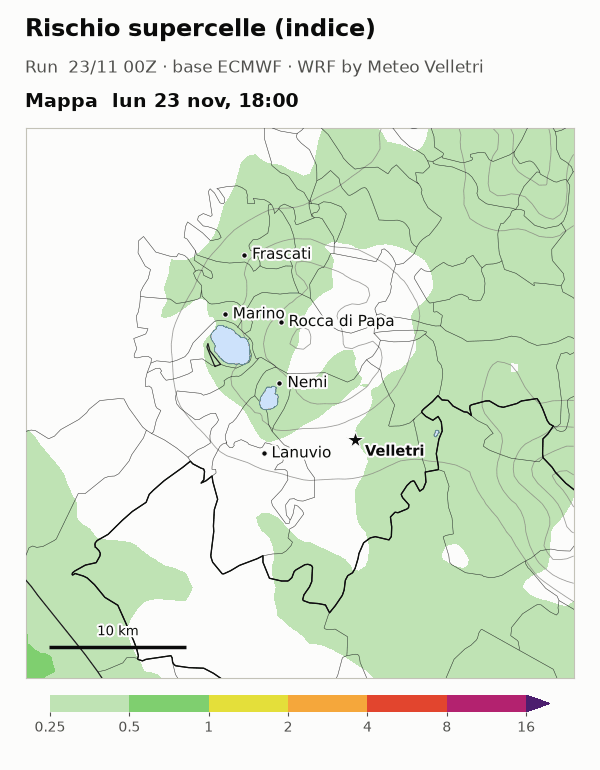 Rischio supercelle (indice)
Run  23/11 00Z · base ECMWF · WRF by Meteo Velletri
Mappa  lun 23 nov, 18:00
Frascati
Marino
Rocca di Papa
Nemi
Velletri
Lanuvio
10 km
0.25 0.5 1 2 4 8 16